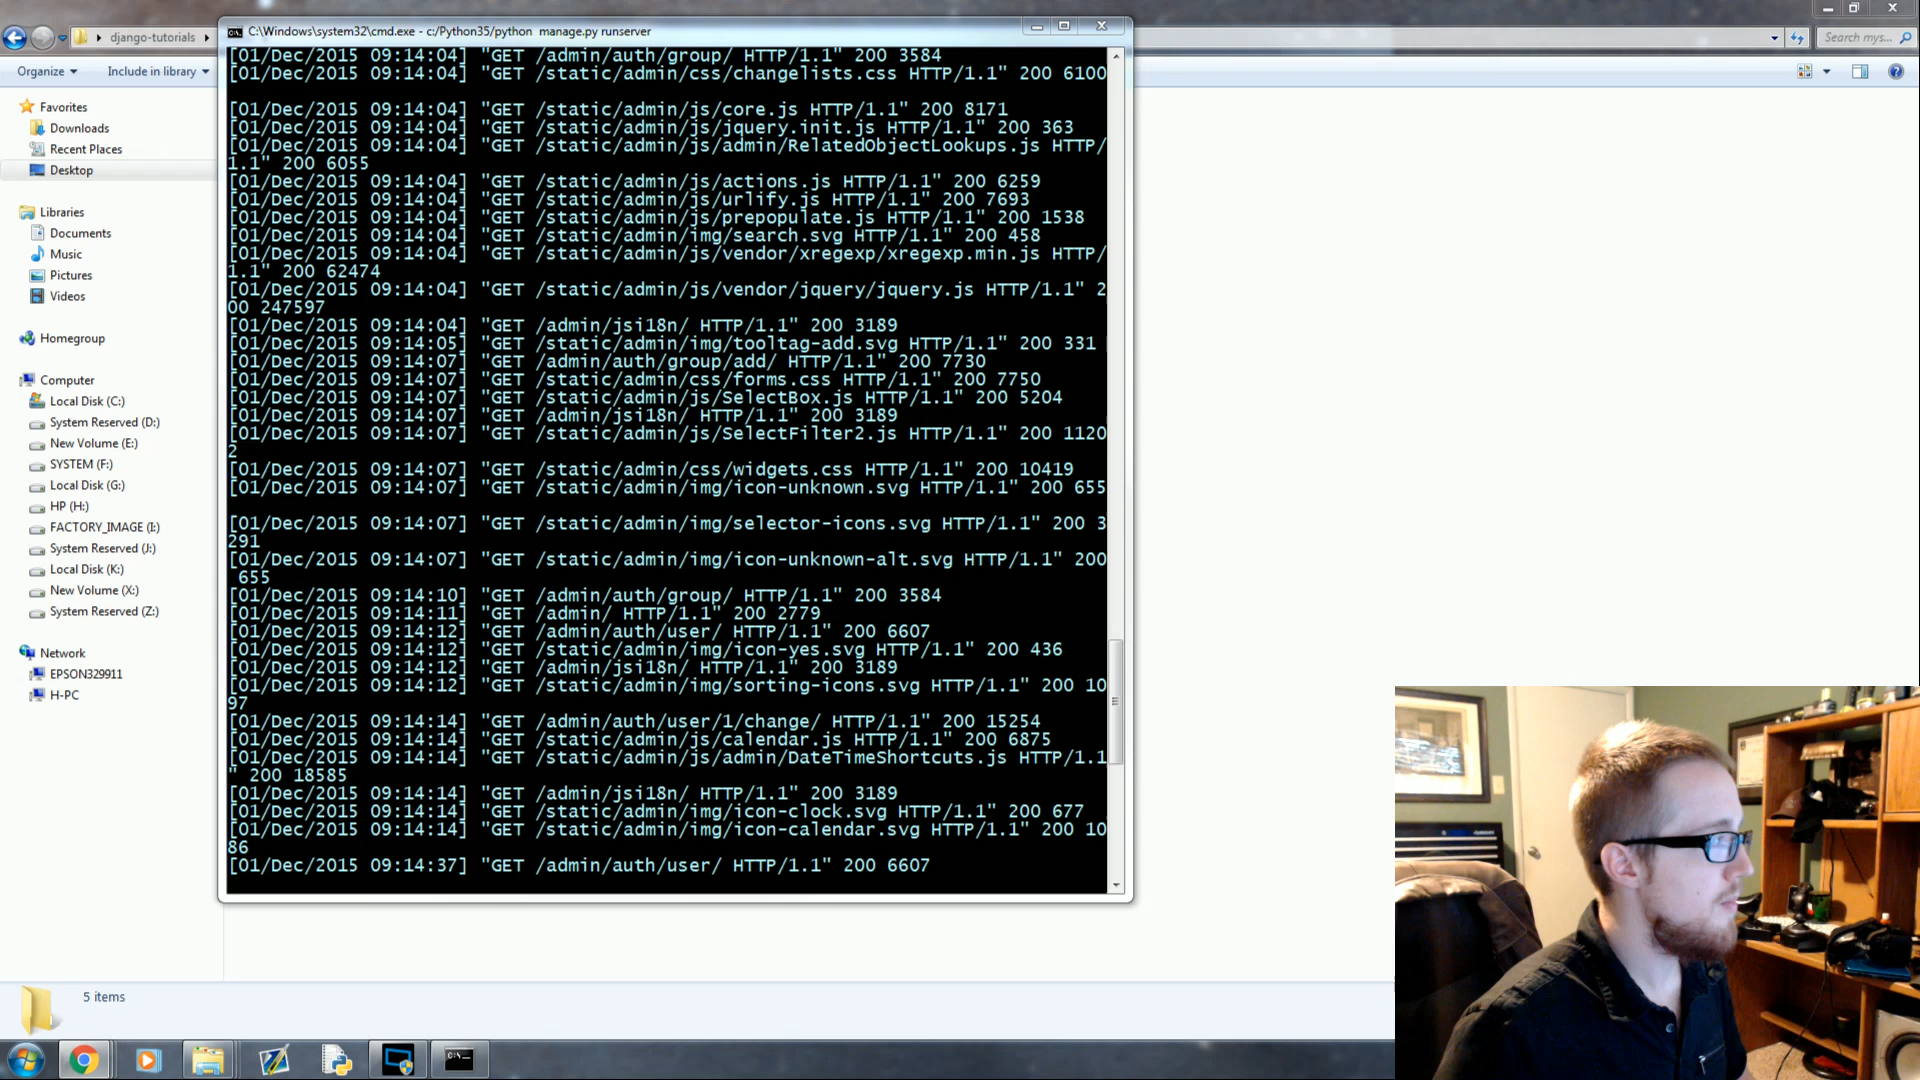 C:\Windows\system32\cmd.exe - c:/Python35/python  manage.py runserver
django-tutorials
Search mys...
Organize
Include in library
Favorites
Downloads
Recent Places
Desktop
Libraries
Documents
Music
Pictures
Videos
Homegroup
Computer
Local Disk (C:)
System Reserved (D:)
New Volume (E:)
SYSTEM (F:)
Local Disk (G:)
HP (H:)
FACTORY_IMAGE (I:)
System Reserved (J:)
Local Disk (K:)
New Volume (X:)
System Reserved (Z:)
Network
EPSON329911
H-PC
[01/Dec/2015 09:14:04] "GET /admin/auth/group/ HTTP/1.1" 200 3584
[01/Dec/2015 09:14:04] "GET /static/admin/css/changelists.css HTTP/1.1" 200 6100
[01/Dec/2015 09:14:04] "GET /static/admin/js/core.js HTTP/1.1" 200 8171
[01/Dec/2015 09:14:04] "GET /static/admin/js/jquery.init.js HTTP/1.1" 200 363
[01/Dec/2015 09:14:04] "GET /static/admin/js/admin/RelatedObjectLookups.js HTTP/
1.1" 200 6055
[01/Dec/2015 09:14:04] "GET /static/admin/js/actions.js HTTP/1.1" 200 6259
[01/Dec/2015 09:14:04] "GET /static/admin/js/urlify.js HTTP/1.1" 200 7693
[01/Dec/2015 09:14:04] "GET /static/admin/js/prepopulate.js HTTP/1.1" 200 1538
[01/Dec/2015 09:14:04] "GET /static/admin/img/search.svg HTTP/1.1" 200 458
[01/Dec/2015 09:14:04] "GET /static/admin/js/vendor/xregexp/xregexp.min.js HTTP/
1.1" 200 62474
[01/Dec/2015 09:14:04] "GET /static/admin/js/vendor/jquery/jquery.js HTTP/1.1" 2
00 247597
[01/Dec/2015 09:14:04] "GET /admin/jsi18n/ HTTP/1.1" 200 3189
[01/Dec/2015 09:14:05] "GET /static/admin/img/tooltag-add.svg HTTP/1.1" 200 331
[01/Dec/2015 09:14:07] "GET /admin/auth/group/add/ HTTP/1.1" 200 7730
[01/Dec/2015 09:14:07] "GET /static/admin/css/forms.css HTTP/1.1" 200 7750
[01/Dec/2015 09:14:07] "GET /static/admin/js/SelectBox.js HTTP/1.1" 200 5204
[01/Dec/2015 09:14:07] "GET /admin/jsi18n/ HTTP/1.1" 200 3189
[01/Dec/2015 09:14:07] "GET /static/admin/js/SelectFilter2.js HTTP/1.1" 200 1120
2
[01/Dec/2015 09:14:07] "GET /static/admin/css/widgets.css HTTP/1.1" 200 10419
[01/Dec/2015 09:14:07] "GET /static/admin/img/icon-unknown.svg HTTP/1.1" 200 655
[01/Dec/2015 09:14:07] "GET /static/admin/img/selector-icons.svg HTTP/1.1" 200 3
291
[01/Dec/2015 09:14:07] "GET /static/admin/img/icon-unknown-alt.svg HTTP/1.1" 200
655
[01/Dec/2015 09:14:10] "GET /admin/auth/group/ HTTP/1.1" 200 3584
[01/Dec/2015 09:14:11] "GET /admin/ HTTP/1.1" 200 2779
[01/Dec/2015 09:14:12] "GET /admin/auth/user/ HTTP/1.1" 200 6607
[01/Dec/2015 09:14:12] "GET /static/admin/img/icon-yes.svg HTTP/1.1" 200 436
[01/Dec/2015 09:14:12] "GET /admin/jsi18n/ HTTP/1.1" 200 3189
[01/Dec/2015 09:14:12] "GET /static/admin/img/sorting-icons.svg HTTP/1.1" 200 10
97
[01/Dec/2015 09:14:14] "GET /admin/auth/user/1/change/ HTTP/1.1" 200 15254
[01/Dec/2015 09:14:14] "GET /static/admin/js/calendar.js HTTP/1.1" 200 6875
[01/Dec/2015 09:14:14] "GET /static/admin/js/admin/DateTimeShortcuts.js HTTP/1.1
" 200 18585
[01/Dec/2015 09:14:14] "GET /admin/jsi18n/ HTTP/1.1" 200 3189
[01/Dec/2015 09:14:14] "GET /static/admin/img/icon-clock.svg HTTP/1.1" 200 677
[01/Dec/2015 09:14:14] "GET /static/admin/img/icon-calendar.svg HTTP/1.1" 200 10
86
[01/Dec/2015 09:14:37] "GET /admin/auth/user/ HTTP/1.1" 200 6607
5 items